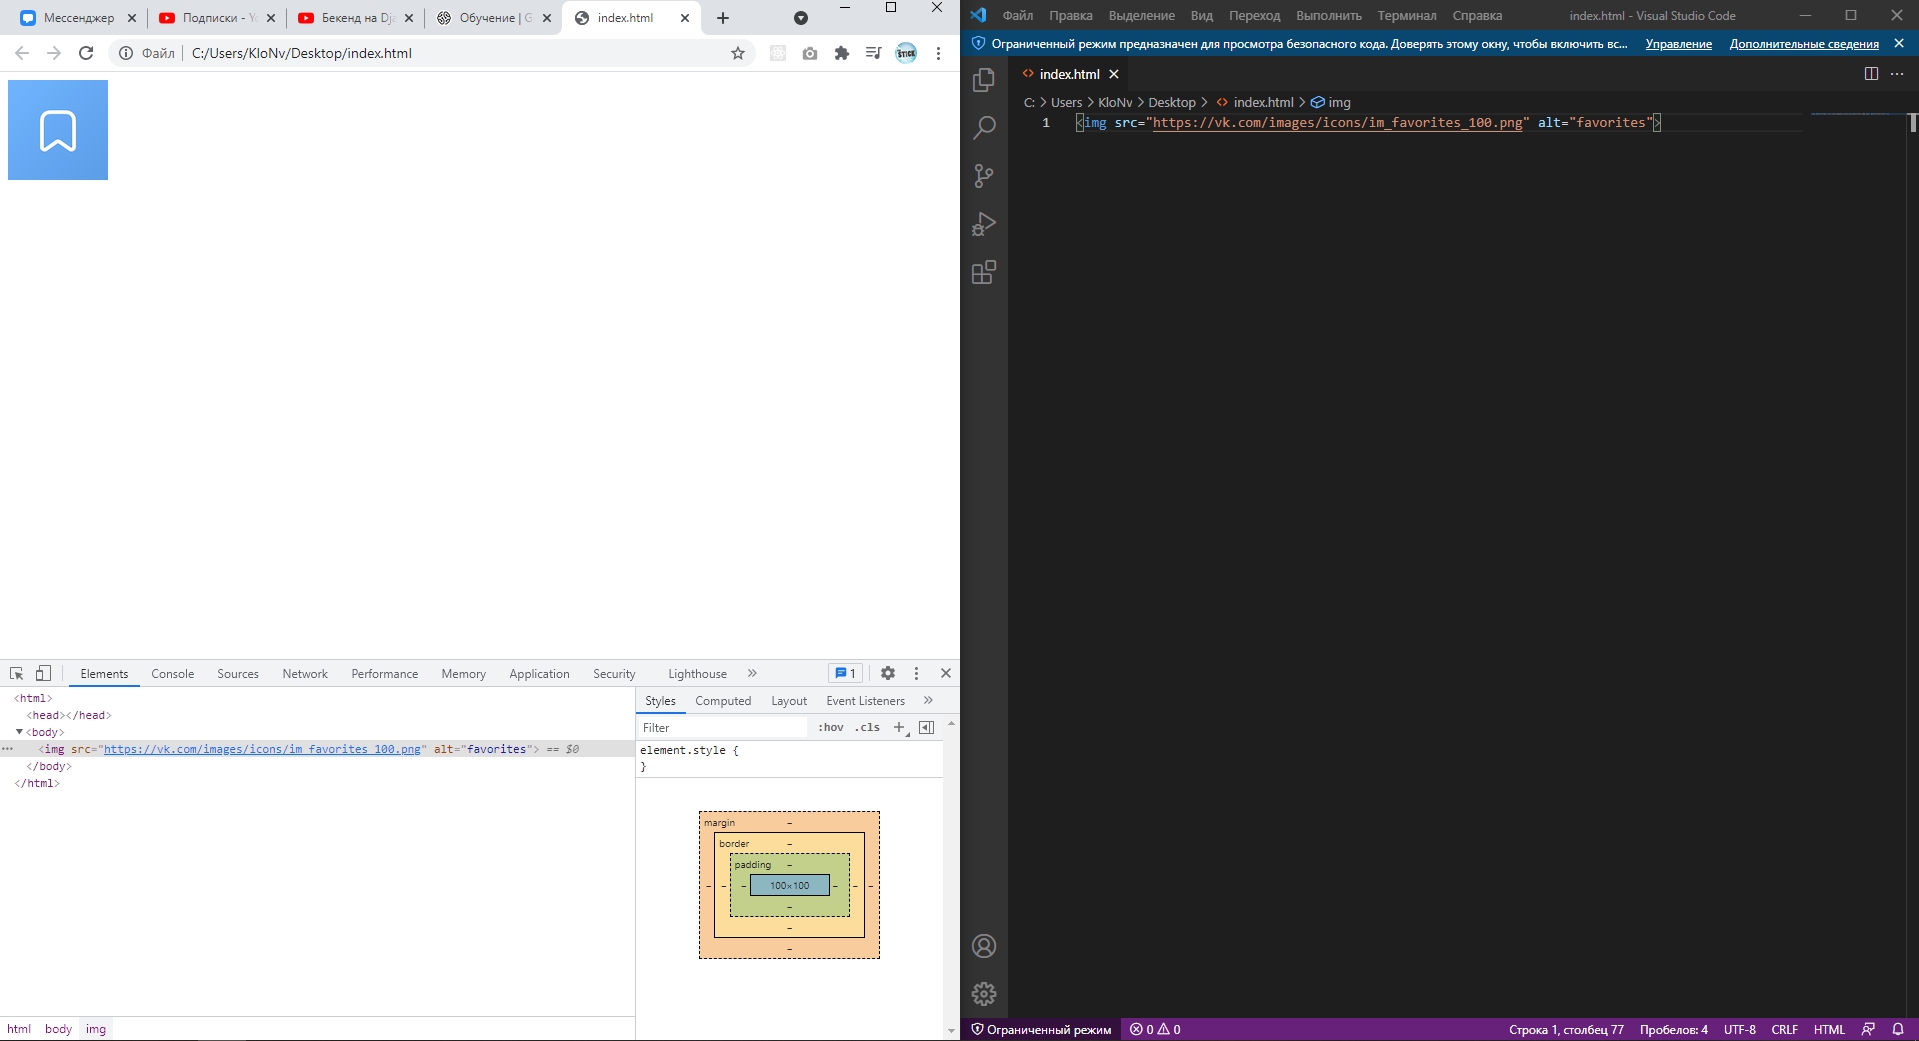 Мессенджер
Подписки - Yo
Бекенд на Dja
Обучение | G
index.html
Файл
C:/Users/KloNv/Desktop/index.html
STICK
Elements Console Sources Network Performance Memory Application Security Lighthouse » 1
<html>
<head></head>
<body>
<img src="https://vk.com/images/icons/im_favorites_100.png" alt="favorites"> == $0
</body>
</html>
html body img
Styles Computed Layout Event Listeners »
Filter :hov .cls +
element.style {
}
margin –
border –
padding –
– – – 100×100 – – –
–
–
–
Файл Правка Выделение Вид Переход Выполнить Терминал Справка index.html - Visual Studio Code
Ограниченный режим предназначен для просмотра безопасного кода. Доверять этому окну, чтобы включить вс... Управление Дополнительные сведения
index.html
C: > Users > KloNv > Desktop > index.html > img
1 <img src="https://vk.com/images/icons/im_favorites_100.png" alt="favorites">
Ограниченный режим 0 0 Строка 1, столбец 77 Пробелов: 4 UTF-8 CRLF HTML